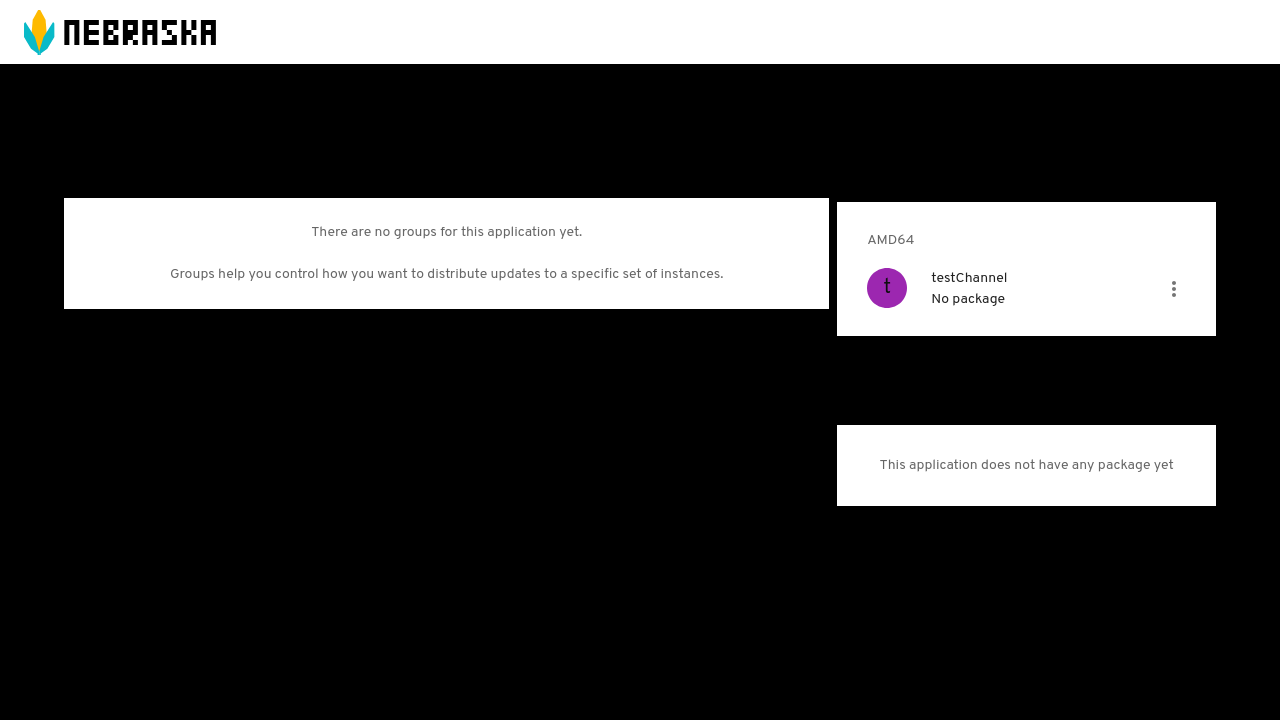 NEBRASKA
There are no groups for this application yet.
Groups help you control how you want to distribute updates to a specific set of instances.
AMD64
t
testChannel
No package
This application does not have any package yet